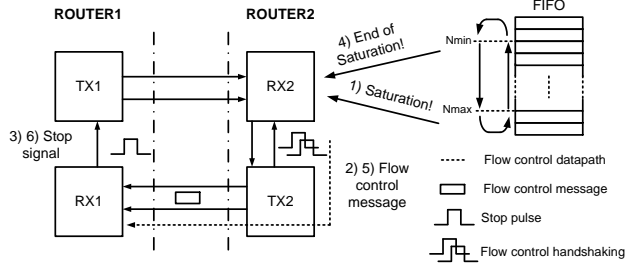 ROUTER1
ROUTER2
FIFO
TX1
RX2
4) End of
Saturation!
Nmin
1) Saturation!
Nmax
3) 6) Stop
signal
RX1
TX2
2) 5) Flow
control
message
Flow control datapath
Flow control message
Stop pulse
Flow control handshaking